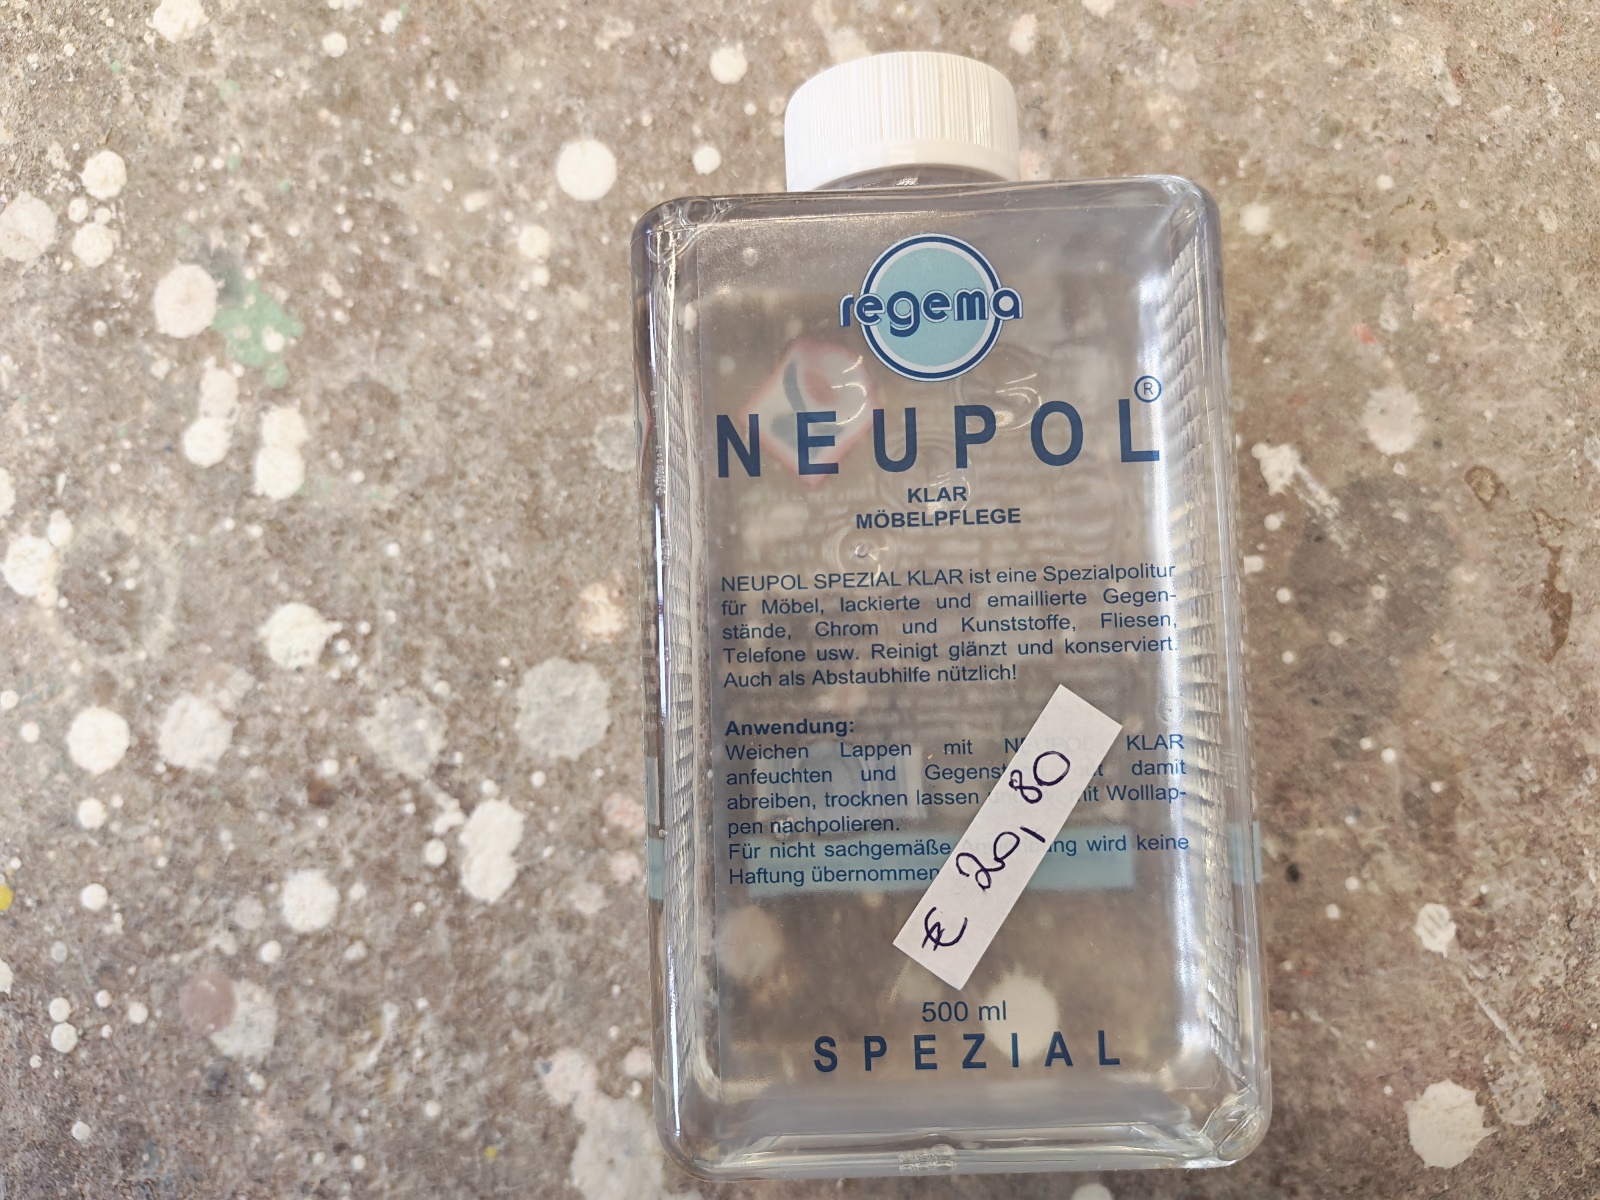 regema
NEUPOL®
KLAR
MÖBELPFLEGE
NEUPOL SPEZIAL KLAR ist eine Spezialpolitur
für Möbel, lackierte und emaillierte Gegen-
stände, Chrom und Kunststoffe, Fliesen,
Telefone usw. Reinigt glänzt und konserviert.
Auch als Abstaubhilfe nützlich!
Anwendung:
Weichen Lappen mit NEUPOL KLAR
anfeuchten und damit
abreiben, trocknen lassen mit Wolllap-
pen nachpolieren.
Für nicht sachgemäße wird keine
Haftung übernommen
€ 20,80
500 ml
SPEZIAL